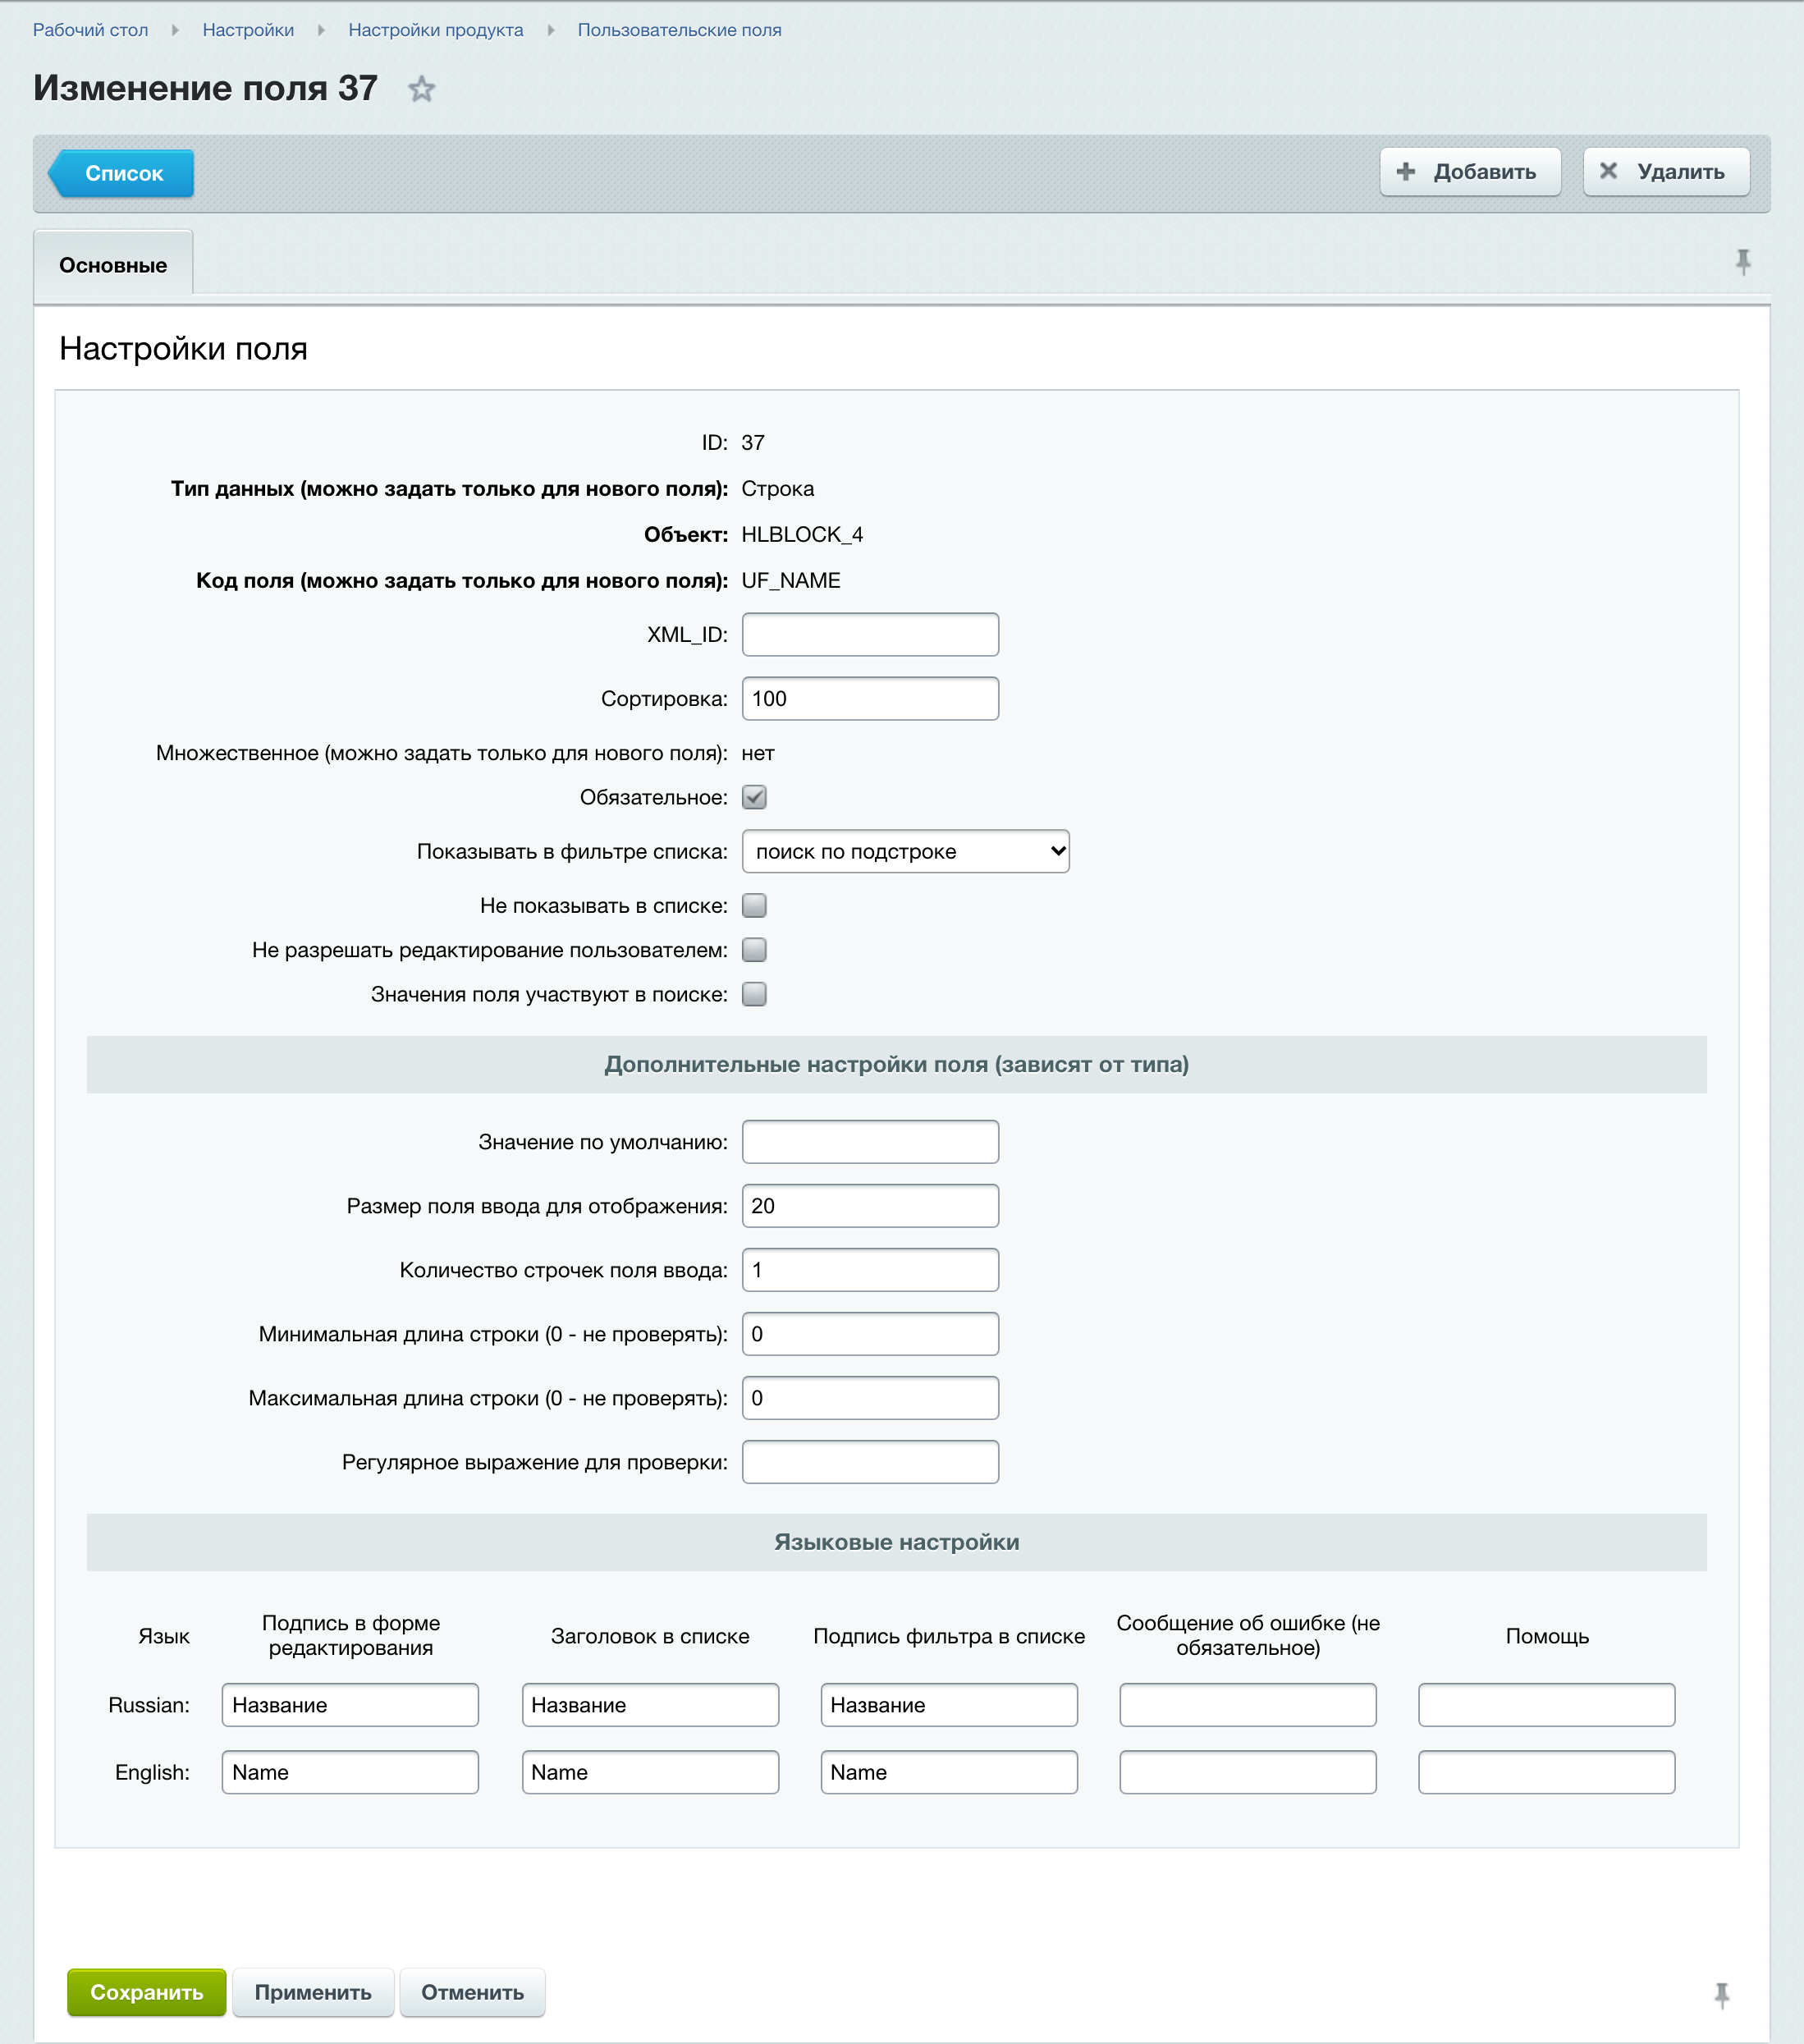 Рабочий стол Настройки Настройки продукта Пользовательские поля
Изменение поля 37
Список Добавить Удалить
Основные
Настройки поля
ID: 37
Тип данных (можно задать только для нового поля): Строка
Объект: HLBLOCK_4
Код поля (можно задать только для нового поля): UF_NAME
XML_ID:
Сортировка: 100
Множественное (можно задать только для нового поля): нет
Обязательное:
Показывать в фильтре списка: поиск по подстроке
Не показывать в списке:
Не разрешать редактирование пользователем:
Значения поля участвуют в поиске:
Дополнительные настройки поля (зависят от типа)
Значение по умолчанию:
Размер поля ввода для отображения: 20
Количество строчек поля ввода: 1
Минимальная длина строки (0 - не проверять): 0
Максимальная длина строки (0 - не проверять): 0
Регулярное выражение для проверки:
Языковые настройки
Язык
Подпись в форме
редактирования
Заголовок в списке
Подпись фильтра в списке
Сообщение об ошибке (не
обязательное)
Помощь
Russian: Название Название Название
English: Name Name Name
Сохранить Применить Отменить